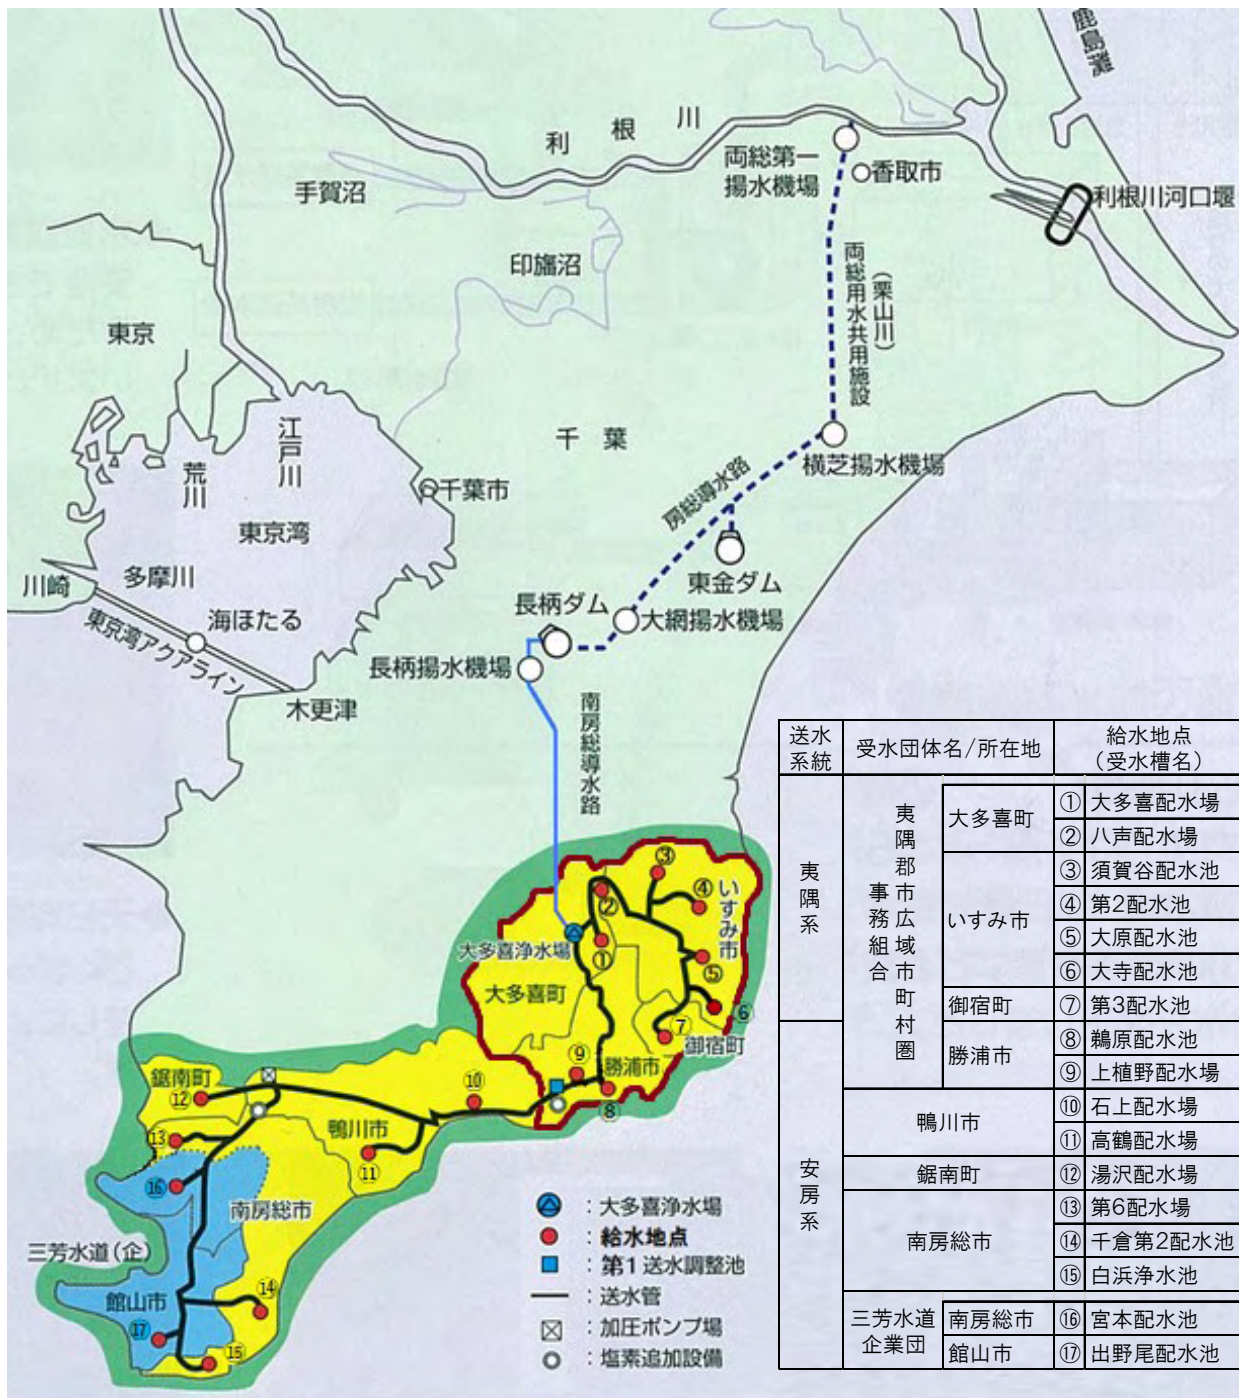 鹿島灘
利根川
両総第一
揚水機場
香取市
手賀沼
利根川河口堰
印旛沼
両総用水共用施設
(栗山川)
東京
江戸川
千葉
荒川
横芝揚水機場
千葉市
房総導水路
東京湾
多摩川
川崎
東金ダム
長柄ダム
海ほたる
大網揚水機場
東京湾アクアライン
長柄揚水機場
木更津
南房総導水路
③
④
いすみ市
②
大多喜浄水場
①
⑤
大多喜町
⑥
⑦
御宿町
⑨
勝浦市
⑧
⑩
鋸南町
⑫
鴨川市
⑬
⑪
⑯
南房総市
三芳水道(企)
館山市
⑭
⑰
⑮
:大多喜浄水場
:給水地点
:第1送水調整池
:送水管
:加圧ポンプ場
:塩素追加設備
送水系統 受水団体名/所在地 給水地点(受水槽名)
夷隅系 夷隅郡市広域市町村圏事務組合 大多喜町 ① 大多喜配水場
② 八声配水場
いすみ市 ③ 須賀谷配水池
④ 第2配水池
⑤ 大原配水池
⑥ 大寺配水池
御宿町 ⑦ 第3配水池
安房系 勝浦市 ⑧ 鵜原配水池
⑨ 上植野配水場
鴨川市 ⑩ 石上配水場
⑪ 高鶴配水場
鋸南町 ⑫ 湯沢配水場
南房総市 ⑬ 第6配水場
⑭ 千倉第2配水池
⑮ 白浜浄水池
三芳水道企業団 南房総市 ⑯ 宮本配水池
館山市 ⑰ 出野尾配水池